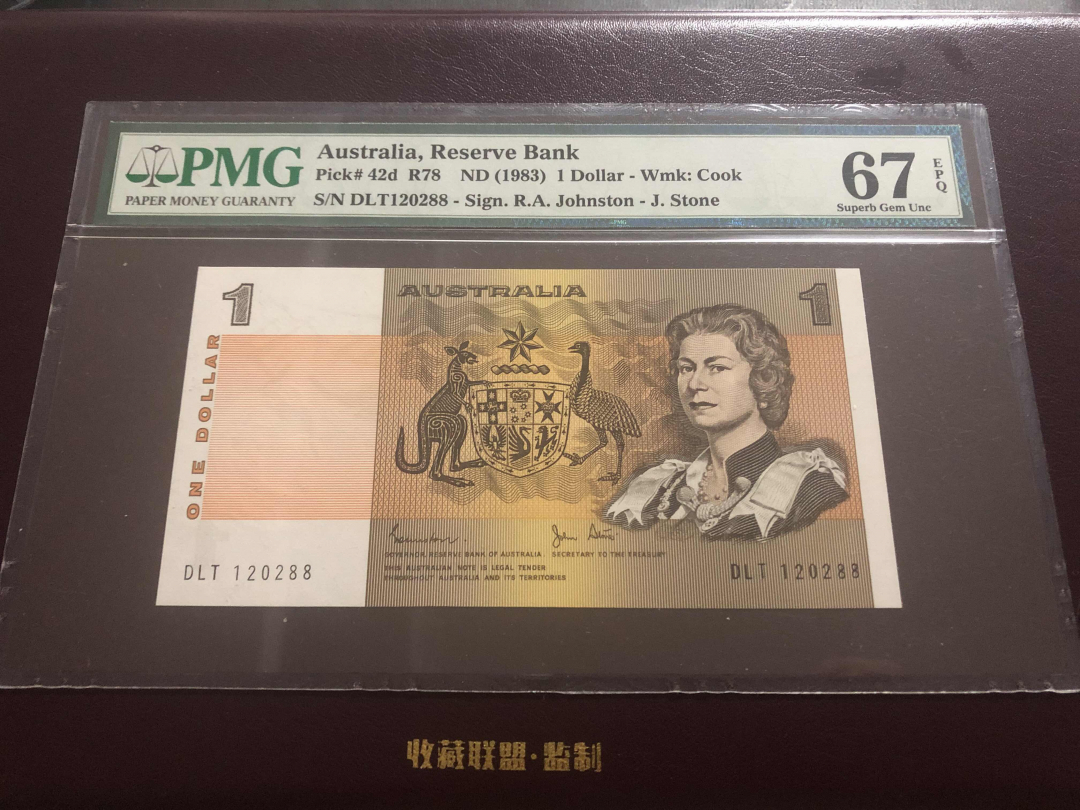 PMG
PAPER MONEY GUARANTY
Australia, Reserve Bank
Pick# 42d R78 ND (1983) 1 Dollar - Wmk: Cook
S/N DLT120288 - Sign. R.A. Johnston - J. Stone
67
EPQ
Superb Gem Unc
PMG
1
AUSTRALIA
1
ONE DOLLAR
John Stone
GOVERNOR, RESERVE BANK OF AUSTRALIA. SECRETARY TO THE TREASURY
THIS AUSTRALIAN NOTE IS LEGAL TENDER
THROUGHOUT AUSTRALIA AND ITS TERRITORIES
DLT 120288
DLT 120288
收藏联盟·监制